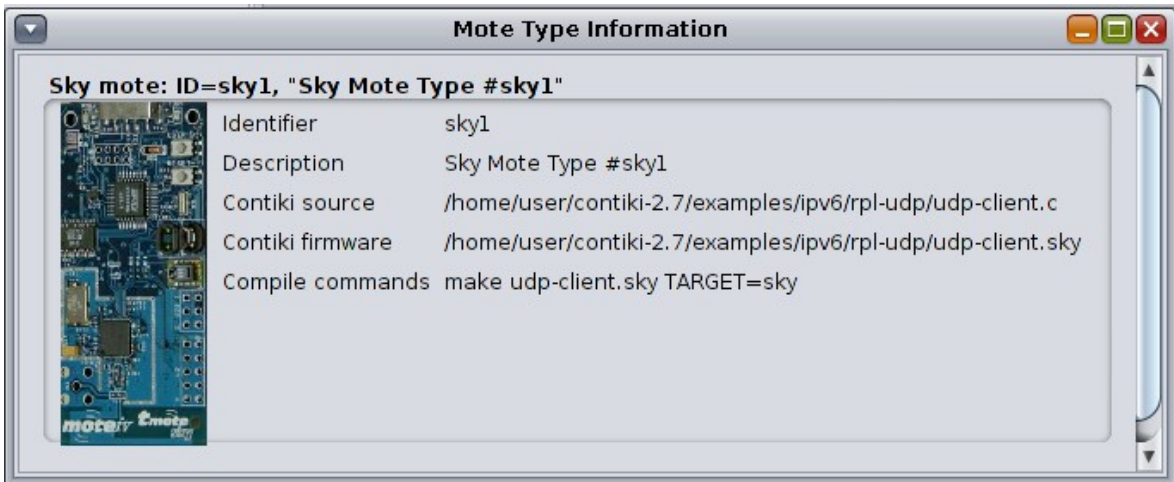 Mote Type Information
Sky mote: ID=sky1, "Sky Mote Type #sky1"
Identifier sky1
Description Sky Mote Type #sky1
Contiki source /home/user/contiki-2.7/examples/ipv6/rpl-udp/udp-client.c
Contiki firmware /home/user/contiki-2.7/examples/ipv6/rpl-udp/udp-client.sky
Compile commands make udp-client.sky TARGET=sky
moteiv tmote